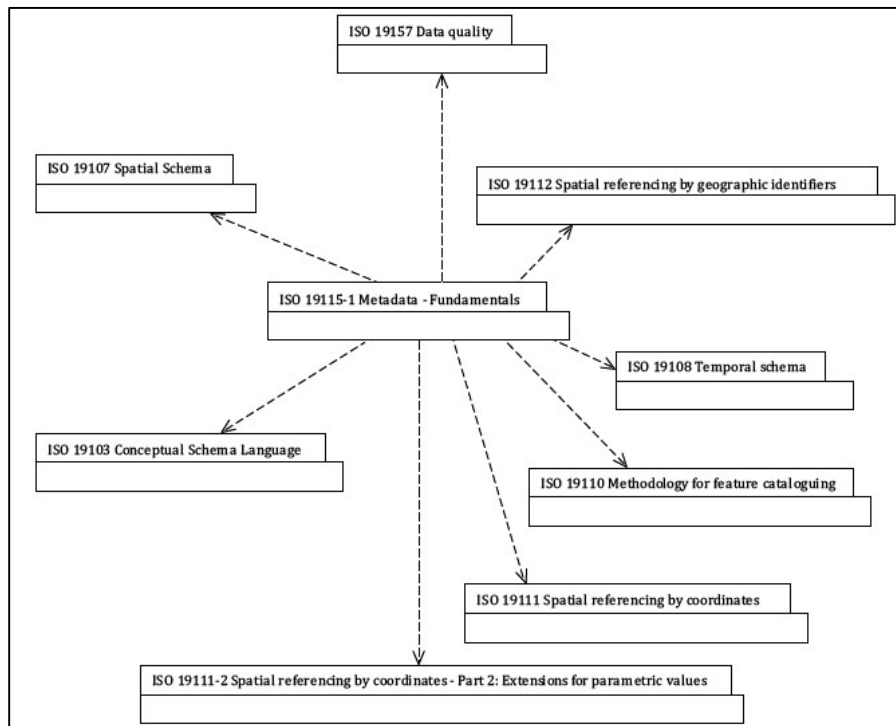 ISO 19157 Data quality
ISO 19107 Spatial Schema
ISO 19112 Spatial referencing by geographic identifiers
ISO 19115-1 Metadata - Fundamentals
ISO 19108 Temporal schema
ISO 19103 Conceptual Schema Language
ISO 19110 Methodology for feature cataloguing
ISO 19111 Spatial referencing by coordinates
ISO 19111-2 Spatial referencing by coordinates - Part 2: Extensions for parametric values